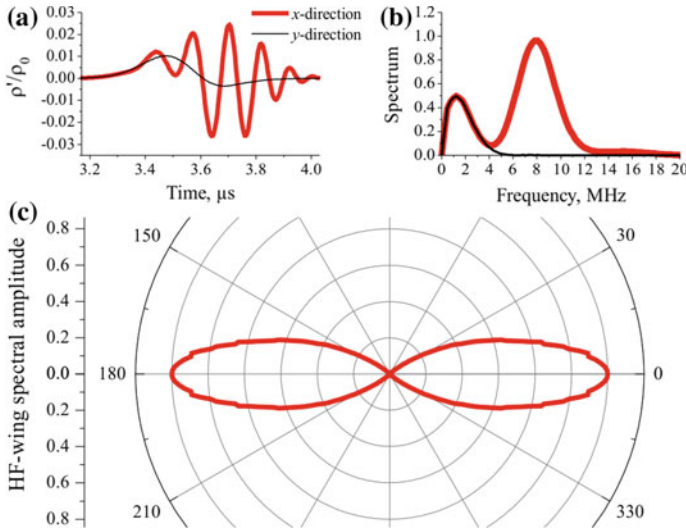 (a)
x-direction
y-direction
0.03
0.02
0.01
0.00
-0.01
-0.02
-0.03
ρ'/ρ0
3.2 3.4 3.6 3.8 4.0
Time, µs
(b)
1.2
1.0
0.8
0.6
0.4
0.2
0.0
Spectrum
0 2 4 6 8 10 12 14 16 18 20
Frequency, MHz
(c)
0.8
0.6
0.4
0.2
0.0
0.2
0.4
0.6
0.8
HF-wing spectral amplitude
150
30
180
0
210
330